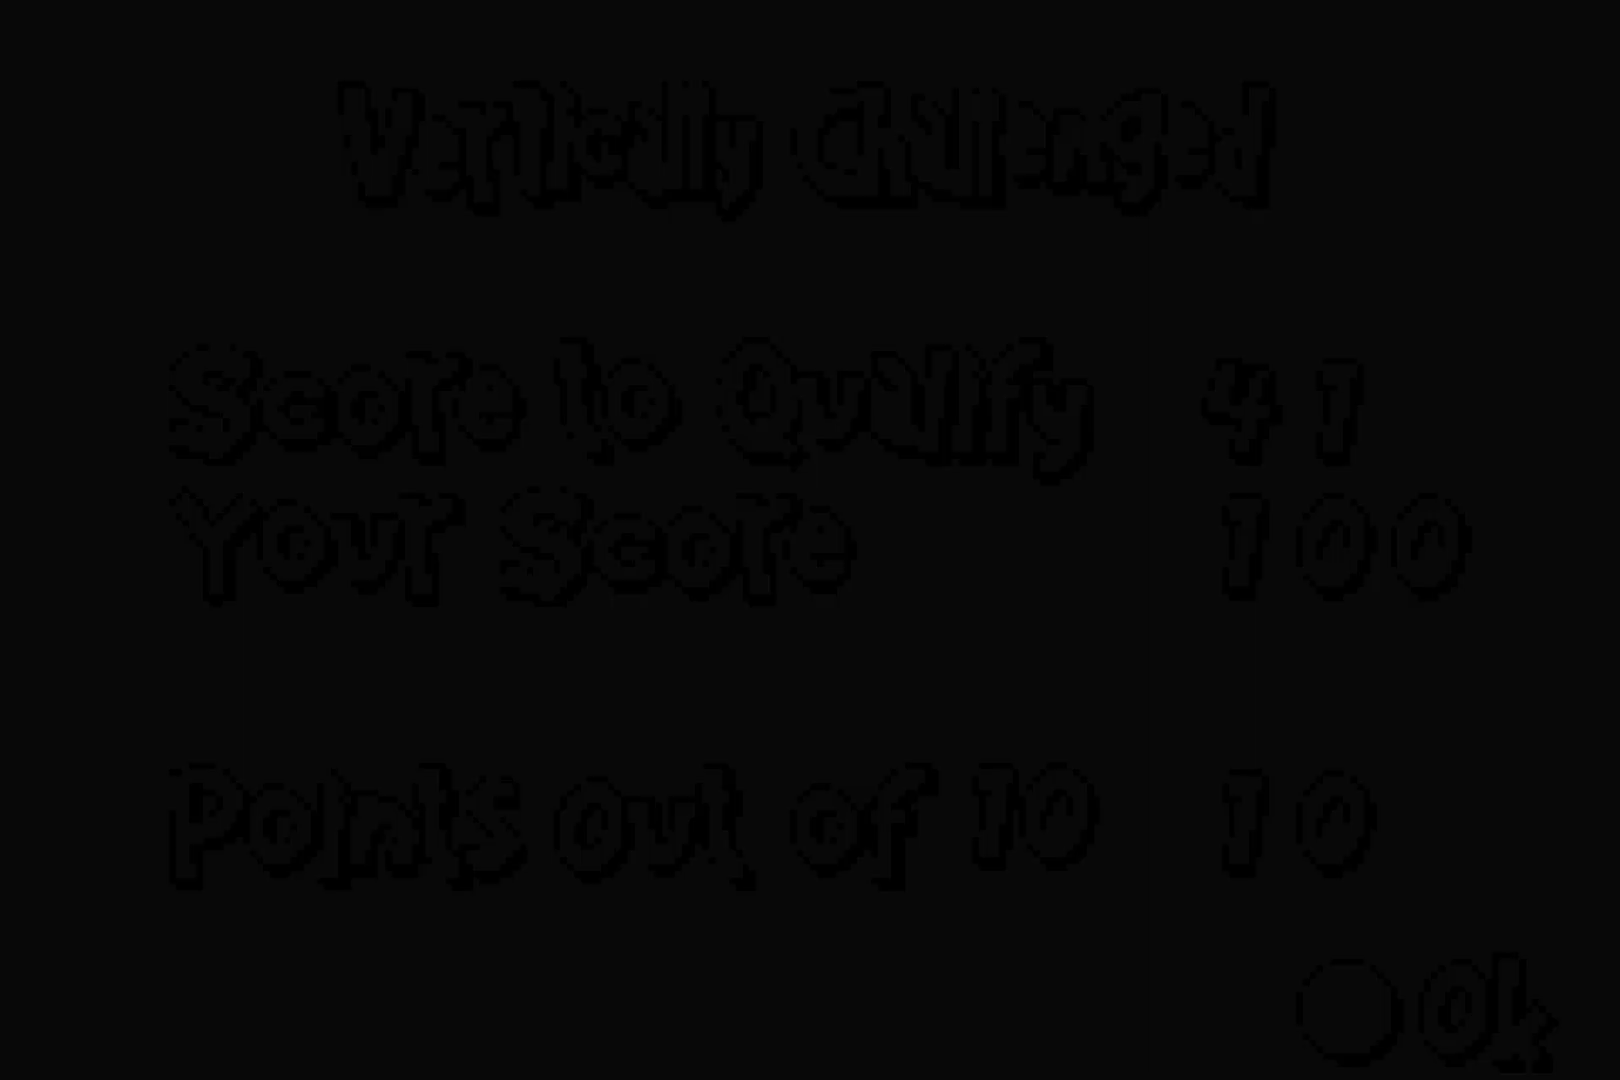 Vertically Challenged
Score to Qualify 41
Your Score 100
Points out of 10 10
Ok